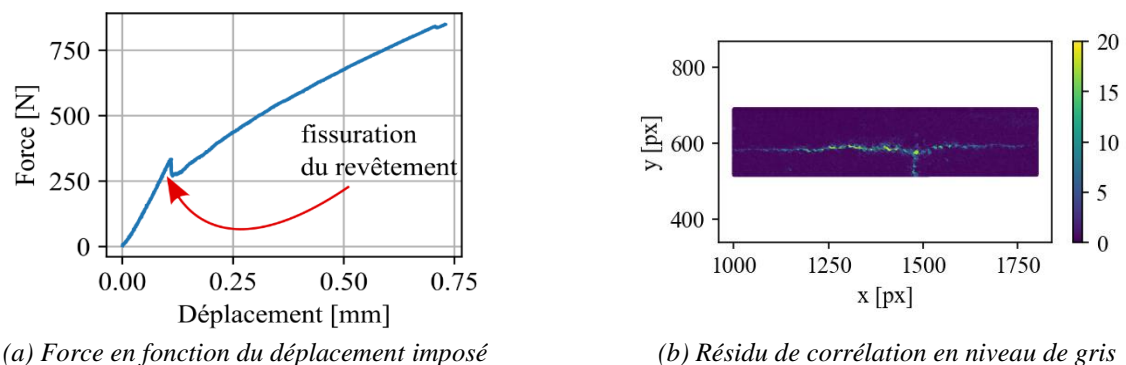 750
500
250
0
Force [N]
fissuration
du revêtement
0.00 0.25 0.50 0.75
Déplacement [mm]
(a) Force en fonction du déplacement imposé
800
600
400
y [px]
1000 1250 1500 1750
x [px]
20
15
10
5
0
(b) Résidu de corrélation en niveau de gris